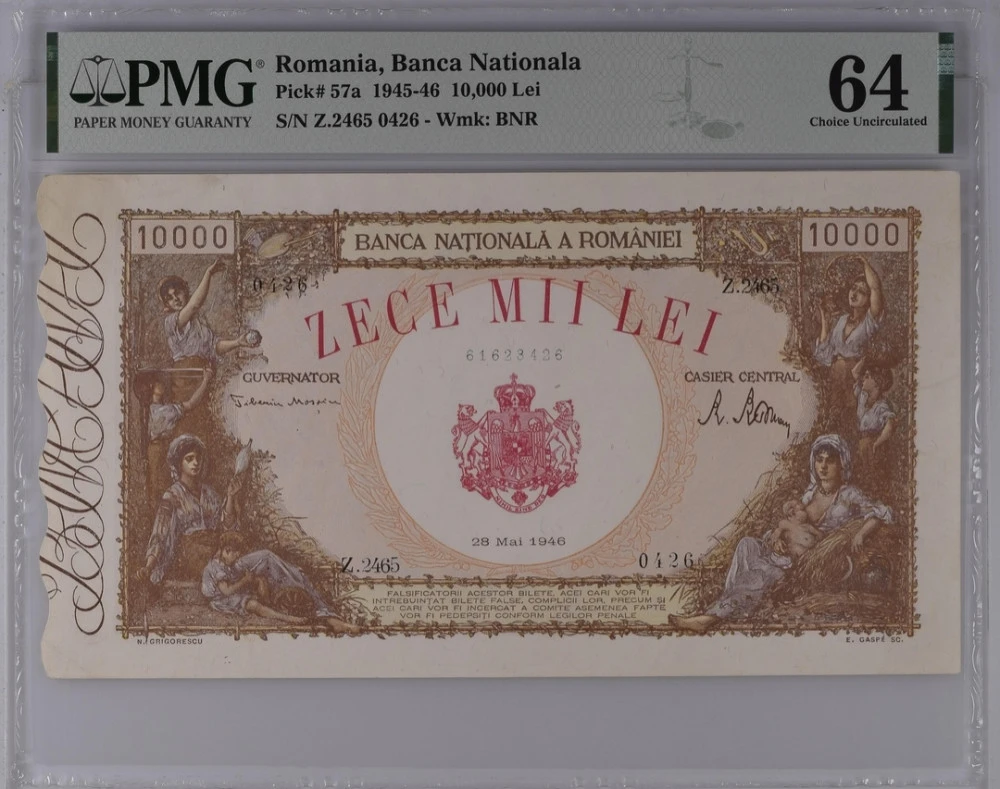 PMG®
PAPER MONEY GUARANTY
Romania, Banca Nationala
Pick# 57a 1945-46 10,000 Lei
S/N Z.2465 0426 - Wmk: BNR
64
Choice Uncirculated
10000
BANCA NAȚIONALĂ A ROMÂNIEI
10000
0426
Z.2465
ZECE MII LEI
61623426
GUVERNATOR
CASIER CENTRAL
NIHIL SINE DEO
28 Mai 1946
Z.2465
0426
FALSIFICATORII ACESTOR BILETE, ACEI CARI VOR FI
INTREBUINȚAT BILETE FALSE, COMPLICII LOR, PRECUM ȘI
ACEI CARI VOR FI INCERCAT A COMITE ASEMENEA FAPTE
VOR FI PEDEPSIȚI CONFORM LEGILOR PENALE
N. GRIGORESCU
E. GASPÉ SC.